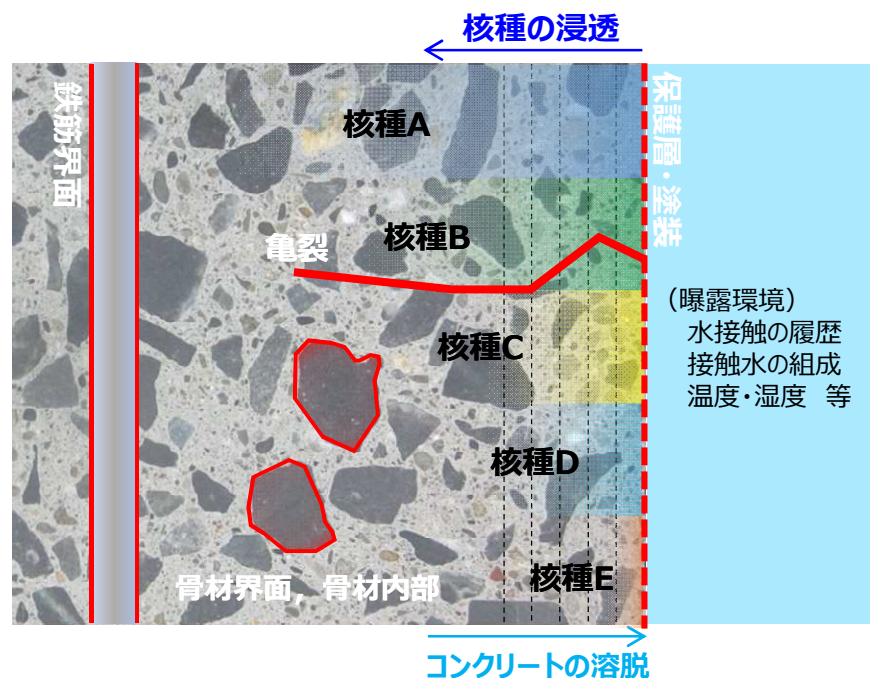 核種の浸透
鉄筋界面
核種A
保護層・塗装
核種B
亀裂
(曝露環境)
水接触の履歴
接触水の組成
温度・湿度 等
核種C
核種D
核種E
骨材界面，骨材内部
コンクリートの溶脱